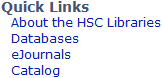 Quick Links
About the HSC Libraries
Databases
eJournals
Catalog